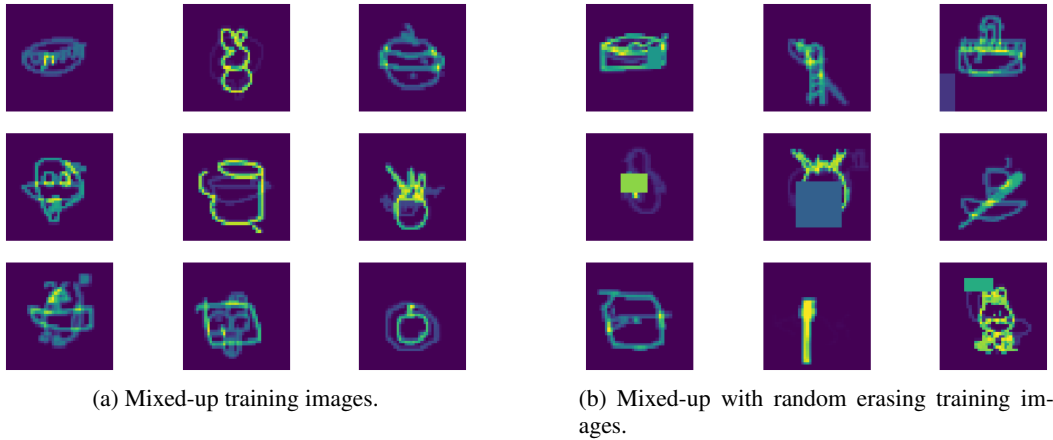 (a) Mixed-up training images.
(b) Mixed-up with random erasing training im-
ages.